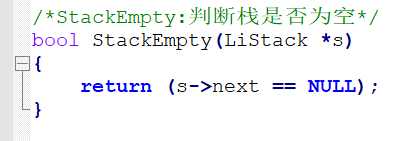 /*StackEmpty:判断栈是否为空*/
bool StackEmpty(LiStack *s)
{
    return (s->next == NULL);
}